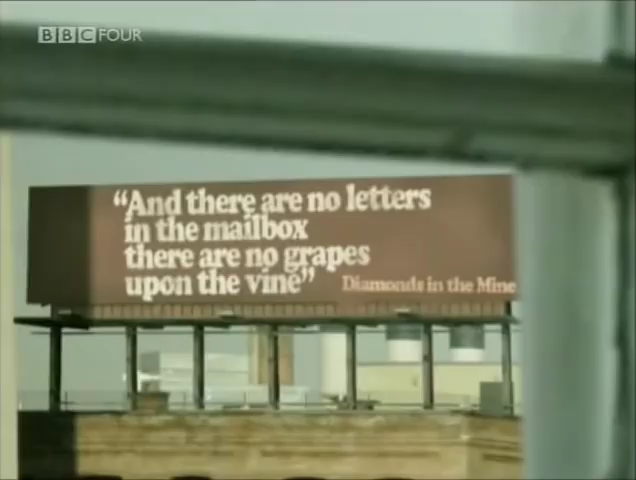 BBC FOUR
“And there are no letters
in the mailbox
there are no grapes
upon the vine”
Diamonds in the Mine